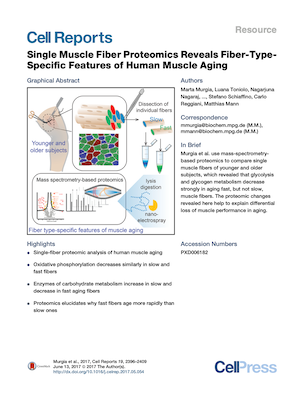 Resource
Cell Reports
Single Muscle Fiber Proteomics Reveals Fiber-Type-
Specific Features of Human Muscle Aging
Graphical Abstract
Dissection of
individual fibers
Slow
Fast
Younger and
older subjects
Mass spectrometry-based proteomics
lysis
digestion
nano-
electrospray
Fiber type-specific features of muscle aging
Highlights
Single-fiber proteomic analysis of human muscle aging
Oxidative phosphorylation decreases similarly in slow and
fast fibers
Enzymes of carbohydrate metabolism increase in slow and
decrease in fast aging fibers
Proteomics elucidates why fast fibers age more rapidly than
slow ones
Authors
Marta Murgia, Luana Toniolo, Nagarjuna
Nagaraj, ..., Stefano Schiaffino, Carlo
Reggiani, Matthias Mann
Correspondence
mmurgia@biochem.mpg.de (M.M.),
mmann@biochem.mpg.de (M.M.)
In Brief
Murgia et al. use mass-spectrometry-
based proteomics to compare single
muscle fibers of younger and older
subjects, which revealed that glycolysis
and glycogen metabolism decrease
strongly in aging fast, but not slow,
muscle fibers. The proteomic changes
revealed here help to explain differential
loss of muscle performance in aging.
Accession Numbers
PXD006182
Murgia et al., 2017, Cell Reports 19, 2396–2409
June 13, 2017 © 2017 The Author(s).
http://dx.doi.org/10.1016/j.celrep.2017.05.054
CellPress